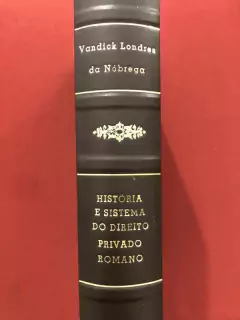 Vandick Londres
da Nóbrega
HISTÓRIA
E SISTEMA
DO DIREITO
PRIVADO
ROMANO